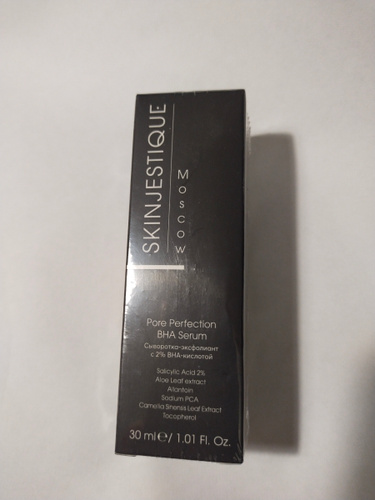 SKINJESTIQUE
Moscow
Pore Perfection
BHA Serum
Сыворотка-эксфолиант
с 2% BHA-кислотой
Salicylic Acid 2%
Aloe Leaf extract
Allantoin
Sodium PCA
Camellia Sinensis Leaf Extract
Tocopherol
30 ml ℮ / 1.01 Fl. Oz.